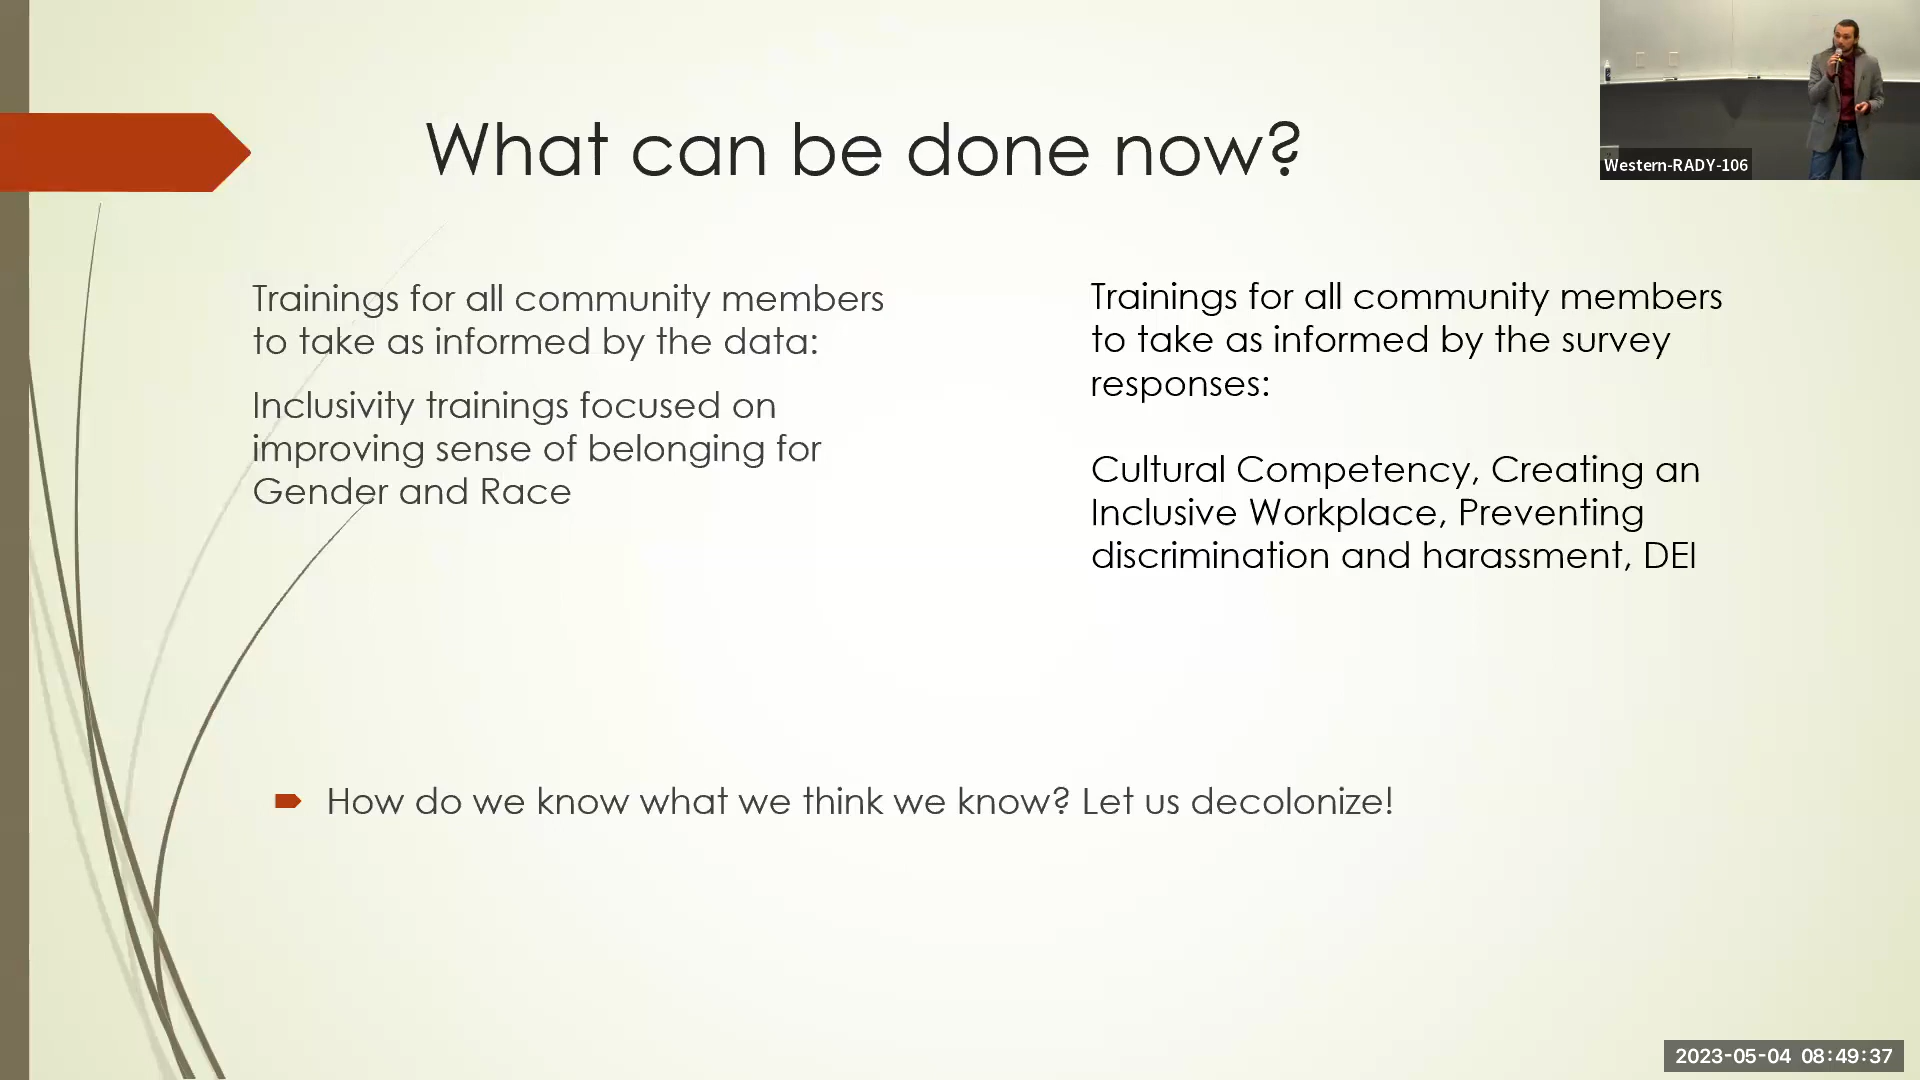 What can be done now?
Western-RADY-106
Trainings for all community members
to take as informed by the data:
Inclusivity trainings focused on
improving sense of belonging for
Gender and Race
Trainings for all community members
to take as informed by the survey
responses:
Cultural Competency, Creating an
Inclusive Workplace, Preventing
discrimination and harassment, DEI
How do we know what we think we know? Let us decolonize!
2023-05-04 08:49:37